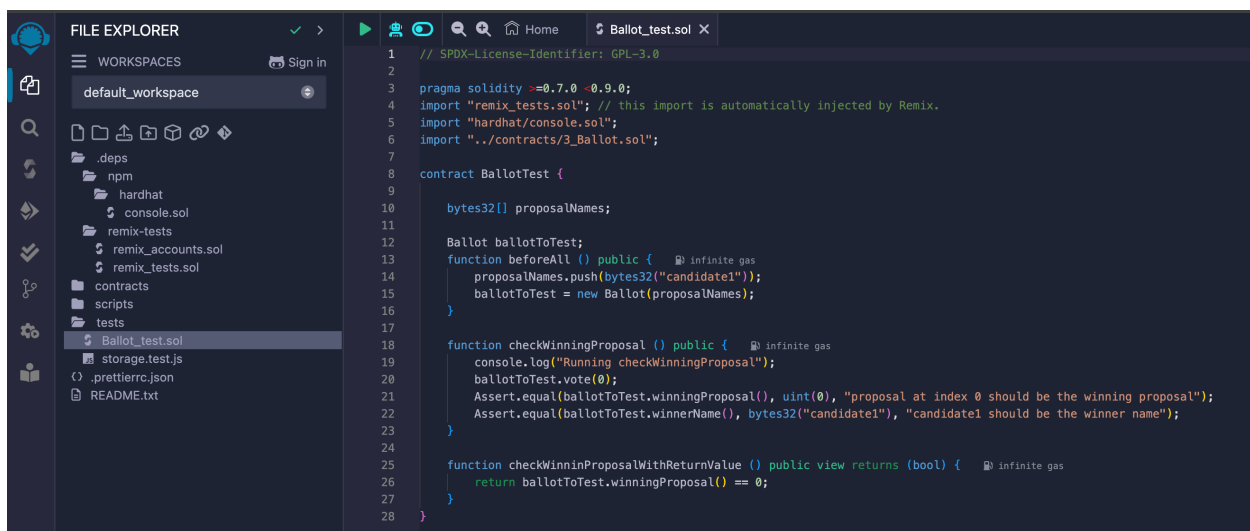 FILE EXPLORER
WORKSPACES
Sign in
default_workspace
.deps
npm
hardhat
console.sol
remix-tests
remix_accounts.sol
remix_tests.sol
contracts
scripts
tests
Ballot_test.sol
JS storage.test.js
.prettierrc.json
README.txt
Home
Ballot_test.sol
1 // SPDX-License-Identifier: GPL-3.0
2
3 pragma solidity >=0.7.0 <0.9.0;
4 import "remix_tests.sol"; // this import is automatically injected by Remix.
5 import "hardhat/console.sol";
6 import "../contracts/3_Ballot.sol";
7
8 contract BallotTest {
9
10 bytes32[] proposalNames;
11
12 Ballot ballotToTest;
13 function beforeAll () public { infinite gas
14 proposalNames.push(bytes32("candidate1"));
15 ballotToTest = new Ballot(proposalNames);
16 }
17
18 function checkWinningProposal () public { infinite gas
19 console.log("Running checkWinningProposal");
20 ballotToTest.vote(0);
21 Assert.equal(ballotToTest.winningProposal(), uint(0), "proposal at index 0 should be the winning proposal");
22 Assert.equal(ballotToTest.winnerName(), bytes32("candidate1"), "candidate1 should be the winner name");
23 }
24
25 function checkWinninProposalWithReturnValue () public view returns (bool) { infinite gas
26 return ballotToTest.winningProposal() == 0;
27 }
28 }